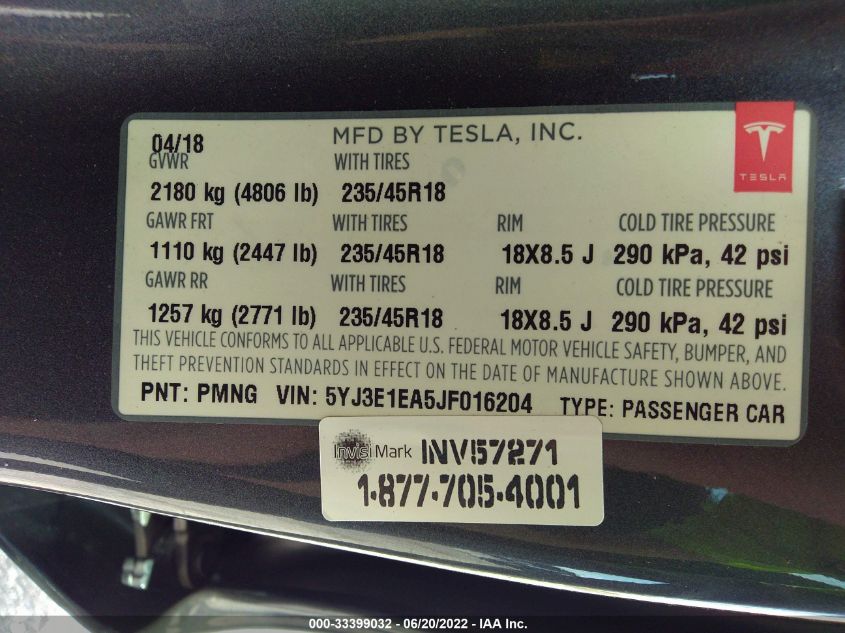 04/18 MFD BY TESLA, INC.
TESLA
GVWR WITH TIRES
2180 kg (4806 lb) 235/45R18
GAWR FRT WITH TIRES RIM COLD TIRE PRESSURE
1110 kg (2447 lb) 235/45R18 18X8.5 J 290 kPa, 42 psi
GAWR RR WITH TIRES RIM COLD TIRE PRESSURE
1257 kg (2771 lb) 235/45R18 18X8.5 J 290 kPa, 42 psi
THIS VEHICLE CONFORMS TO ALL APPLICABLE U.S. FEDERAL MOTOR VEHICLE SAFETY, BUMPER, AND
THEFT PREVENTION STANDARDS IN EFFECT ON THE DATE OF MANUFACTURE SHOWN ABOVE.
PNT: PMNG VIN: 5YJ3E1EA5JF016204 TYPE: PASSENGER CAR
InvisiMark INV57271
1-877-705-4001
000-33399032 - 06/20/2022 - IAA Inc.